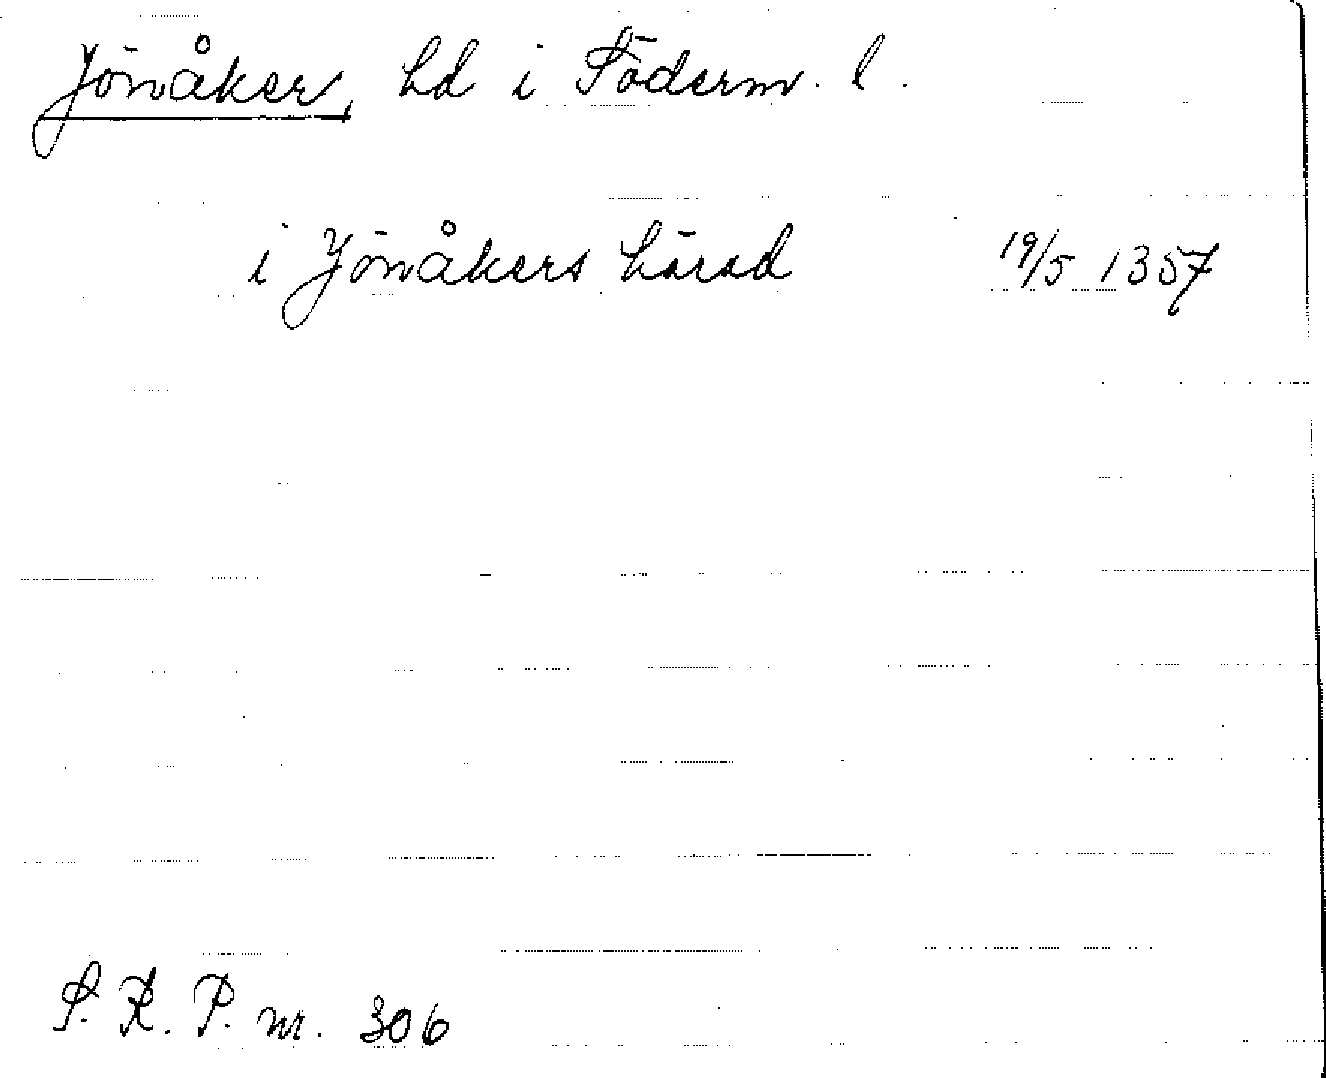 Jönåker, hd i Söderm. l.
i Jönåkers härad 19/5 1357
S. R. P. nr. 306